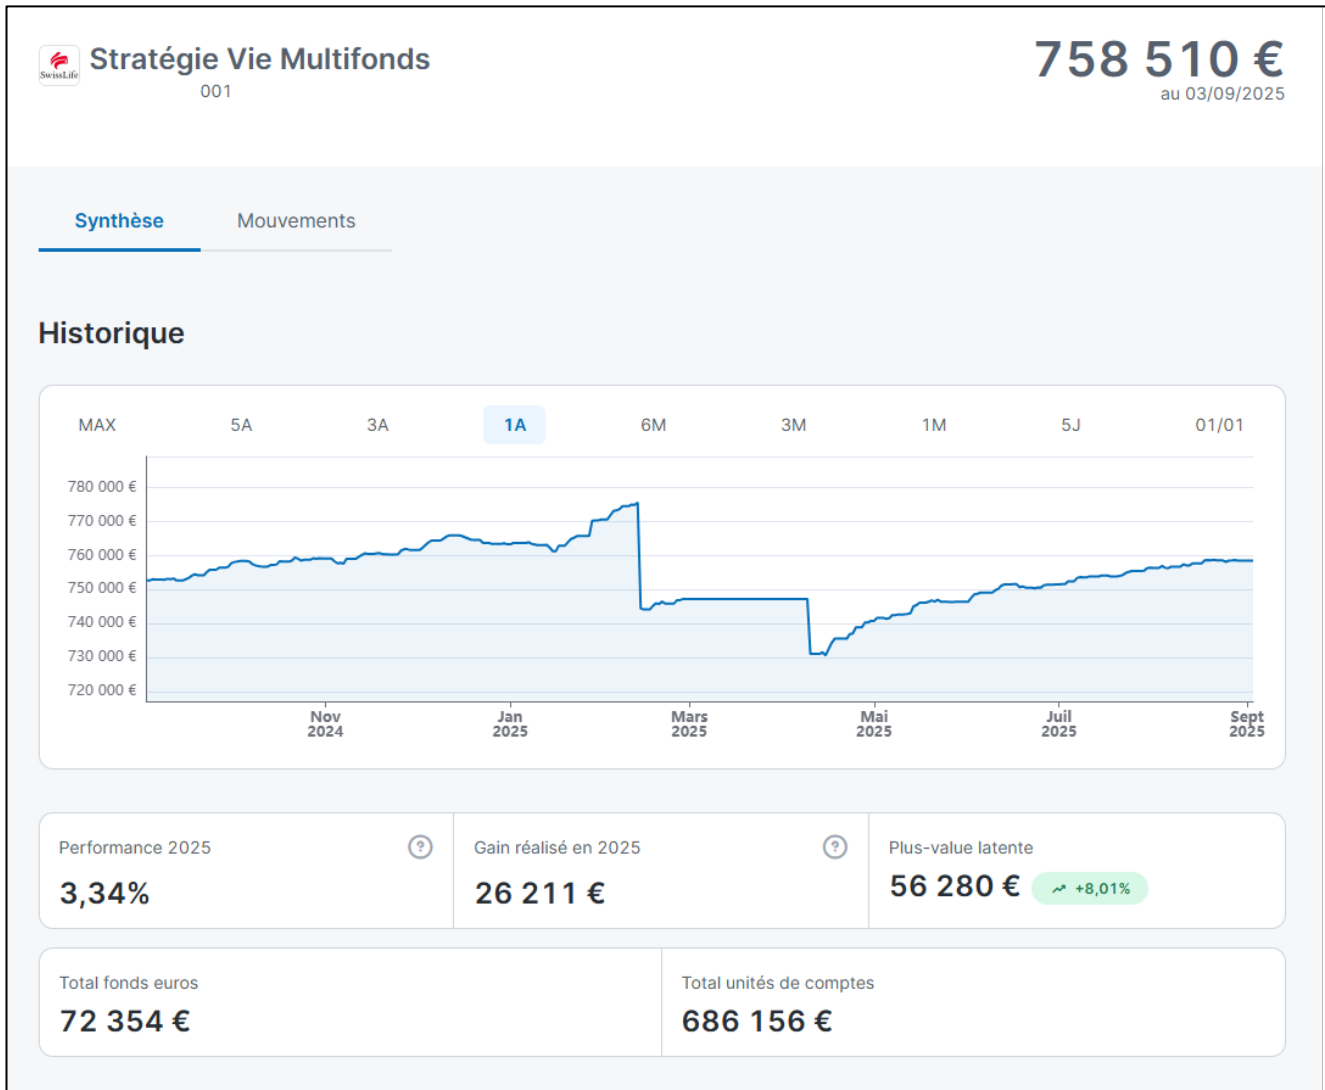 SwissLife
Stratégie Vie Multifonds
001
758 510 €
au 03/09/2025
Synthèse Mouvements
Historique
MAX 5A 3A 1A 6M 3M 1M 5J 01/01
780 000 €
770 000 €
760 000 €
750 000 €
740 000 €
730 000 €
720 000 €
Nov Jan Mars Mai Juil Sept
2024 2025 2025 2025 2025 2025
Performance 2025 ? Gain réalisé en 2025 ? Plus-value latente
3,34% 26 211 € 56 280 € +8,01%
Total fonds euros Total unités de comptes
72 354 € 686 156 €